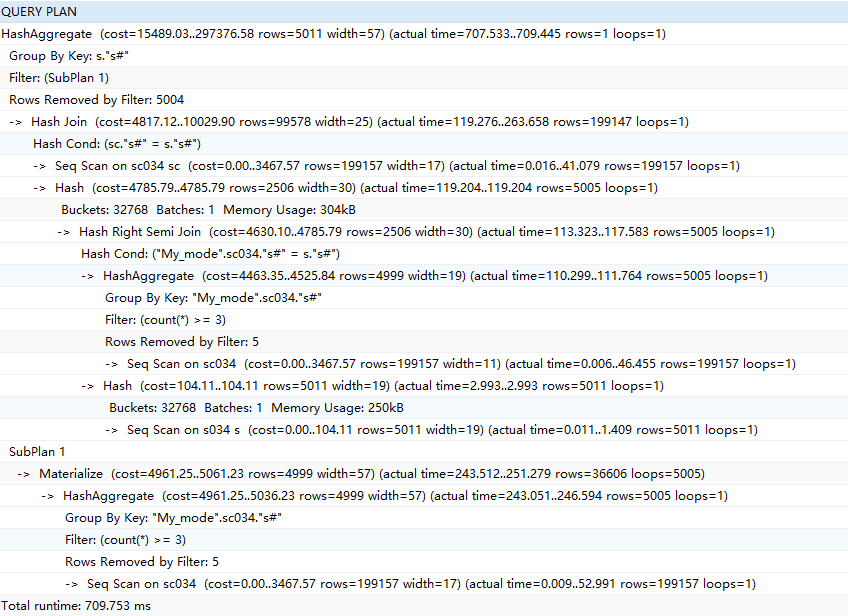 QUERY PLAN
HashAggregate  (cost=15489.03..297376.58 rows=5011 width=57) (actual time=707.533..709.445 rows=1 loops=1)
Group By Key: s."s#"
Filter: (SubPlan 1)
Rows Removed by Filter: 5004
->  Hash Join  (cost=4817.12..10029.90 rows=99578 width=25) (actual time=119.276..263.658 rows=199147 loops=1)
Hash Cond: (sc."s#" = s."s#")
->  Seq Scan on sc034 sc  (cost=0.00..3467.57 rows=199157 width=17) (actual time=0.016..41.079 rows=199157 loops=1)
->  Hash  (cost=4785.79..4785.79 rows=2506 width=30) (actual time=119.204..119.204 rows=5005 loops=1)
Buckets: 32768  Batches: 1  Memory Usage: 304kB
->  Hash Right Semi Join  (cost=4630.10..4785.79 rows=2506 width=30) (actual time=113.323..117.583 rows=5005 loops=1)
Hash Cond: ("My_mode".sc034."s#" = s."s#")
->  HashAggregate  (cost=4463.35..4525.84 rows=4999 width=19) (actual time=110.299..111.764 rows=5005 loops=1)
Group By Key: "My_mode".sc034."s#"
Filter: (count(*) >= 3)
Rows Removed by Filter: 5
->  Seq Scan on sc034  (cost=0.00..3467.57 rows=199157 width=11) (actual time=0.006..46.455 rows=199157 loops=1)
->  Hash  (cost=104.11..104.11 rows=5011 width=19) (actual time=2.993..2.993 rows=5011 loops=1)
Buckets: 32768  Batches: 1  Memory Usage: 250kB
->  Seq Scan on s034 s  (cost=0.00..104.11 rows=5011 width=19) (actual time=0.011..1.409 rows=5011 loops=1)
SubPlan 1
->  Materialize  (cost=4961.25..5061.23 rows=4999 width=57) (actual time=243.512..251.279 rows=36606 loops=5005)
->  HashAggregate  (cost=4961.25..5036.23 rows=4999 width=57) (actual time=243.051..246.594 rows=5005 loops=1)
Group By Key: "My_mode".sc034."s#"
Filter: (count(*) >= 3)
Rows Removed by Filter: 5
->  Seq Scan on sc034  (cost=0.00..3467.57 rows=199157 width=17) (actual time=0.009..52.991 rows=199157 loops=1)
Total runtime: 709.753 ms